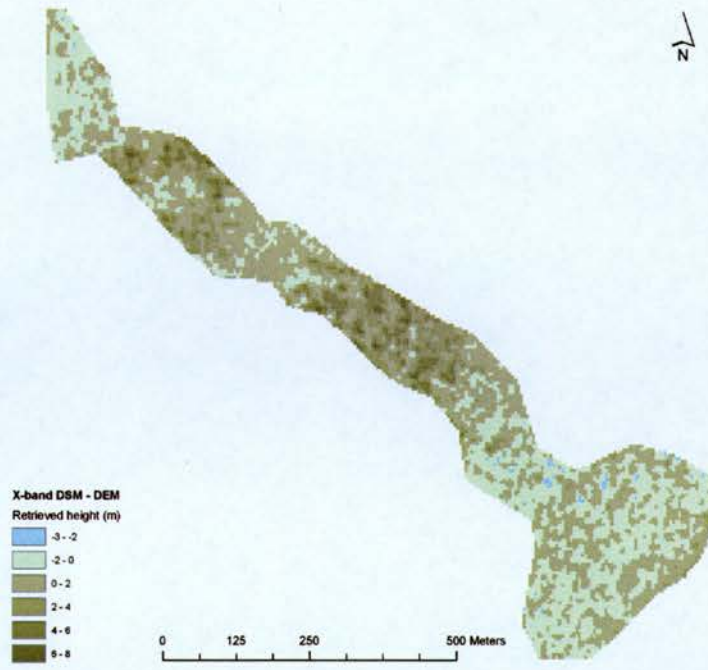 N
X-band DSM - DEM
Retrieved height (m)
-3 - -2
-2 - 0
0 - 2
2 - 4
4 - 6
6 - 8
0 125 250 500 Meters